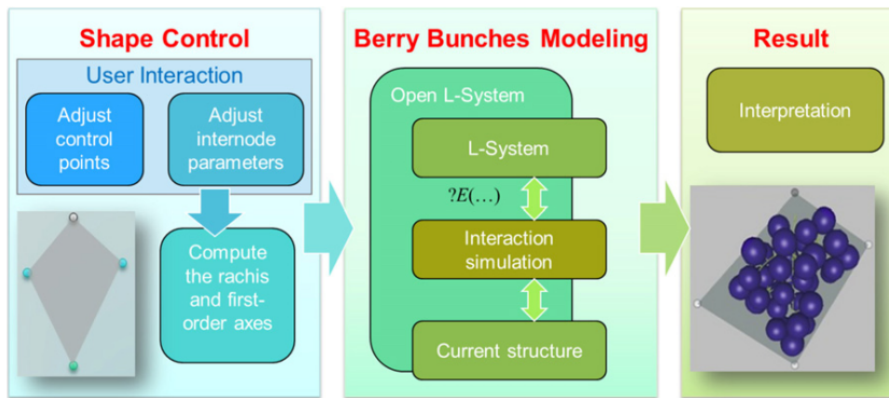 Shape Control
User Interaction
Adjust
control
points
Adjust
internode
parameters
Compute
the rachis
and first-
order axes
Berry Bunches Modeling
Open L-System
L-System
?E(…)
Interaction
simulation
Current structure
Result
Interpretation